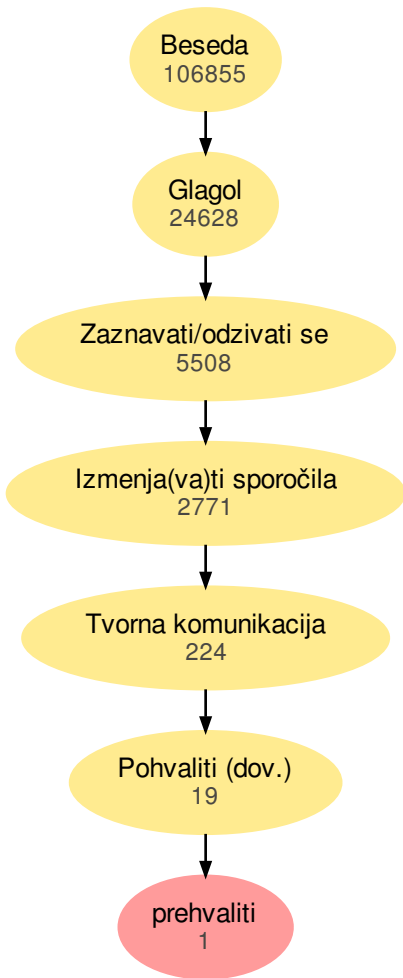 Beseda
106855
Glagol
24628
Zaznavati/odzivati se
5508
Izmenja(va)ti sporočila
2771
Tvorna komunikacija
224
Pohvaliti (dov.)
19
prehvaliti
1